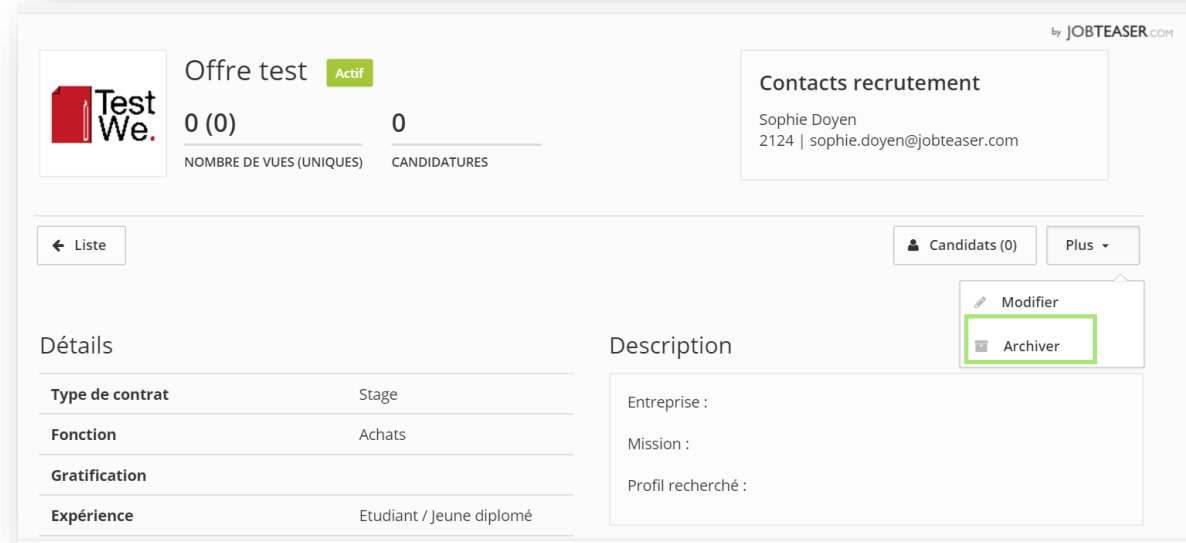 by JOBTEASER.COM
Test
We.
Offre test Actif
0 (0) 0
NOMBRE DE VUES (UNIQUES) CANDIDATURES
Contacts recrutement
Sophie Doyen
2124 | sophie.doyen@jobteaser.com
Liste
Candidats (0) Plus
Modifier
Archiver
Détails
Type de contrat Stage
Fonction Achats
Gratification
Expérience Etudiant / Jeune diplomé
Description
Entreprise :
Mission :
Profil recherché :